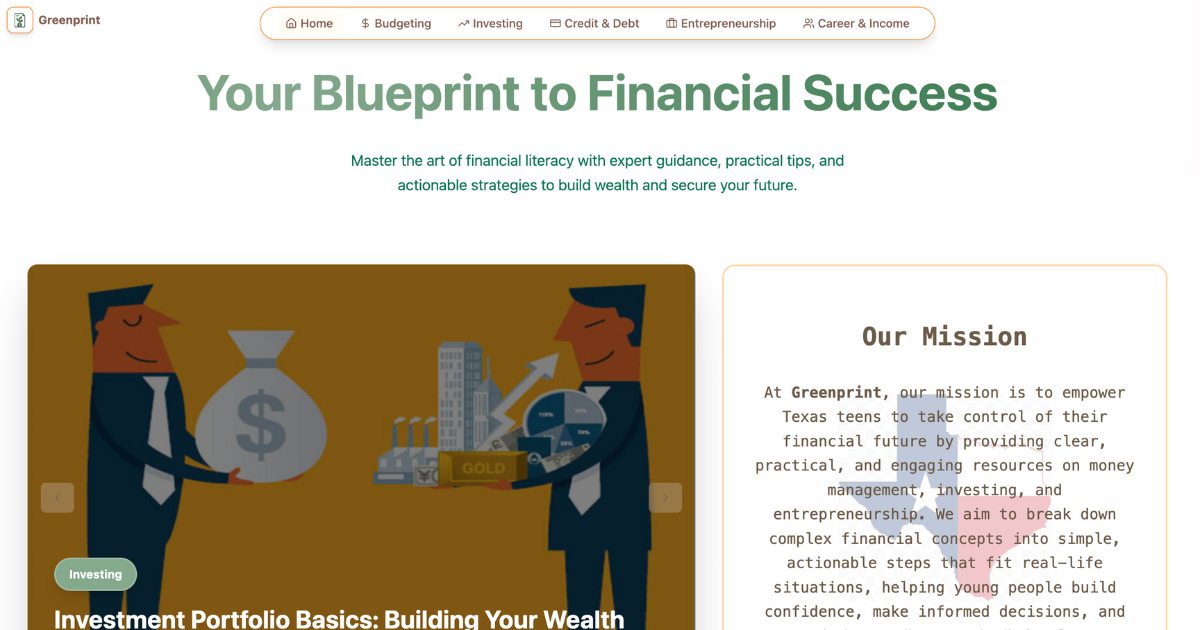 Greenprint
Home
Budgeting
Investing
Credit & Debt
Entrepreneurship
Career & Income
Your Blueprint to Financial Success
Master the art of financial literacy with expert guidance, practical tips, and
actionable strategies to build wealth and secure your future.
$
GOLD
Investing
Investment Portfolio Basics: Building Your Wealth
Our Mission
At Greenprint, our mission is to empower
Texas teens to take control of their
financial future by providing clear,
practical, and engaging resources on money
management, investing, and
entrepreneurship. We aim to break down
complex financial concepts into simple,
actionable steps that fit real-life
situations, helping young people build
confidence, make informed decisions, and